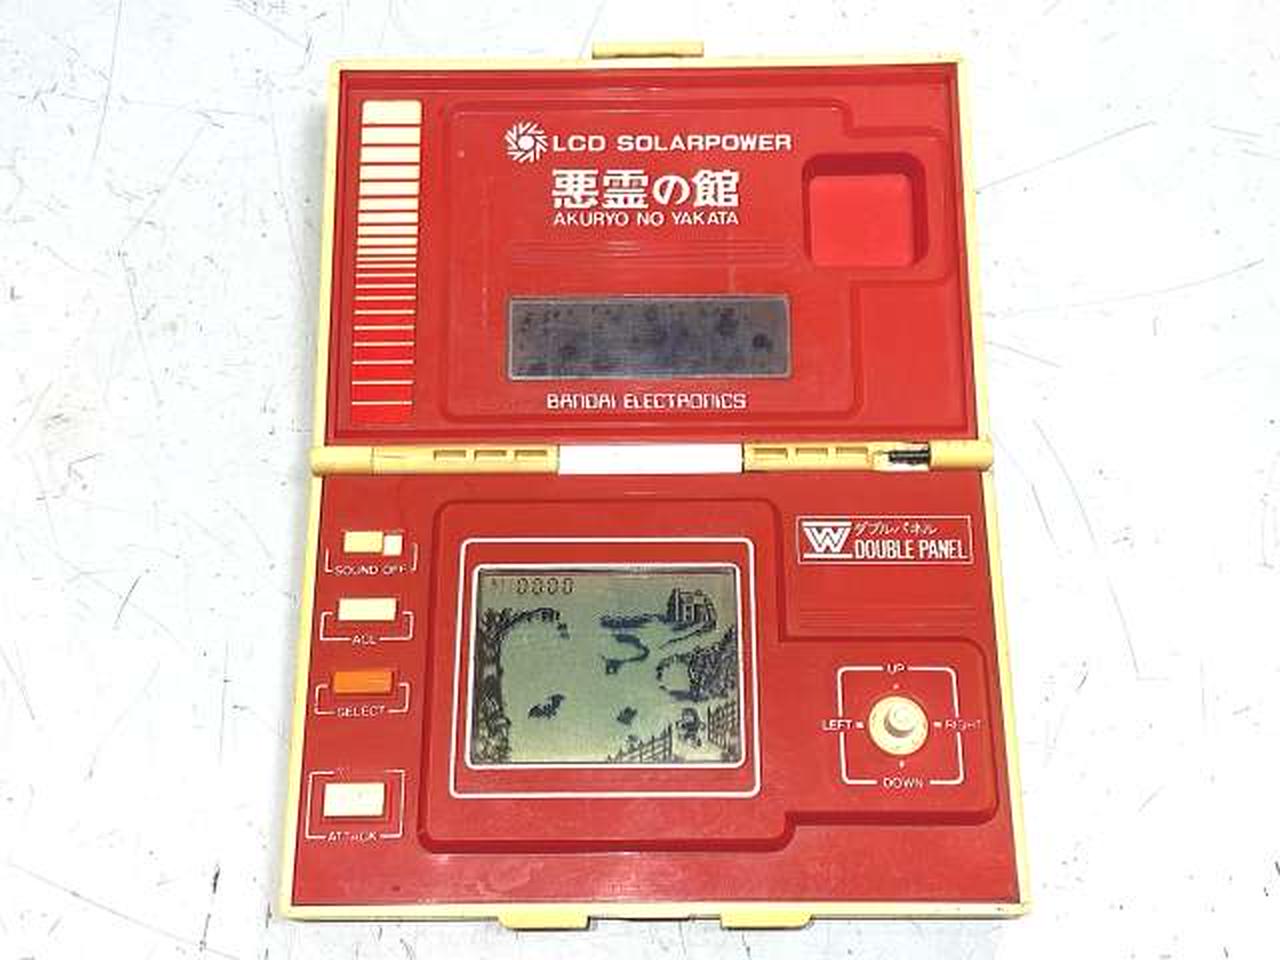 LCD SOLARPOWER
悪霊の館
AKURYO NO YAKATA
BANDAI ELECTRONICS
ダブルパネル
W DOUBLE PANEL
SOUND OFF
ACL
SELECT
ATTACK
0000
UP
LEFT
RIGHT
DOWN